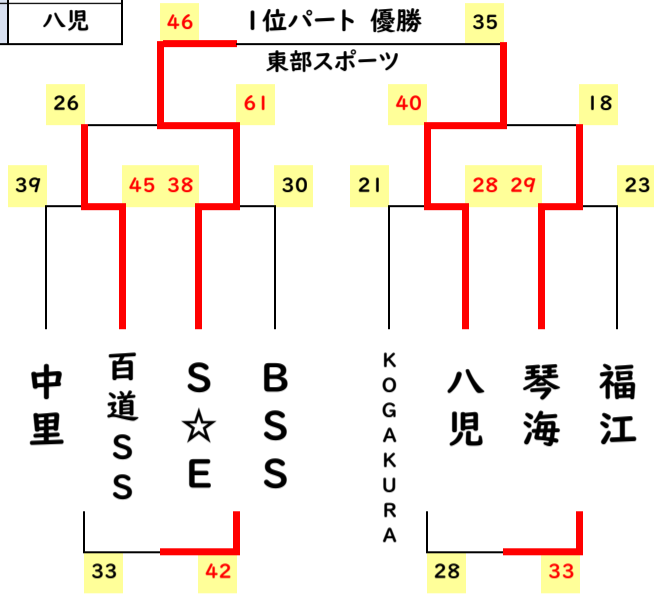 八児
46 1位パート 優勝 35
東部スポーツ
26 61 40 18
39 45 38 30 21 28 29 23
中里
百道SS
S☆E
BSS
KOGAKURA
八児
琴海
福江
33 42 28 33